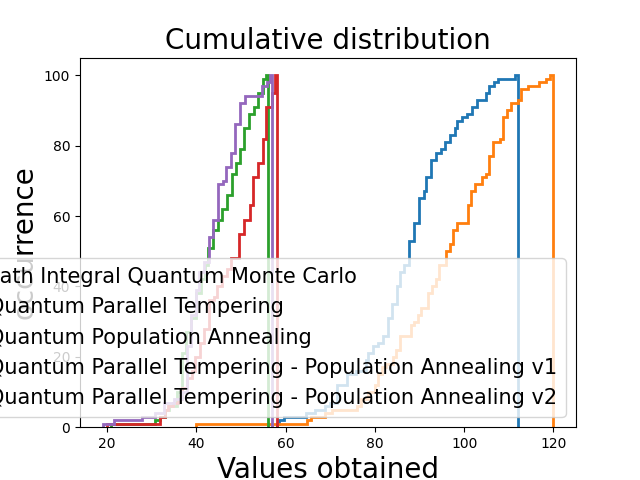 Cumulative distribution
100
80
60
40
20
0
occurrence
ath Integral Quantum Monte Carlo
Quantum Parallel Tempering
Quantum Population Annealing
Quantum Parallel Tempering - Population Annealing v1
Quantum Parallel Tempering - Population Annealing v2
20 40 60 80 100 120
Values obtained